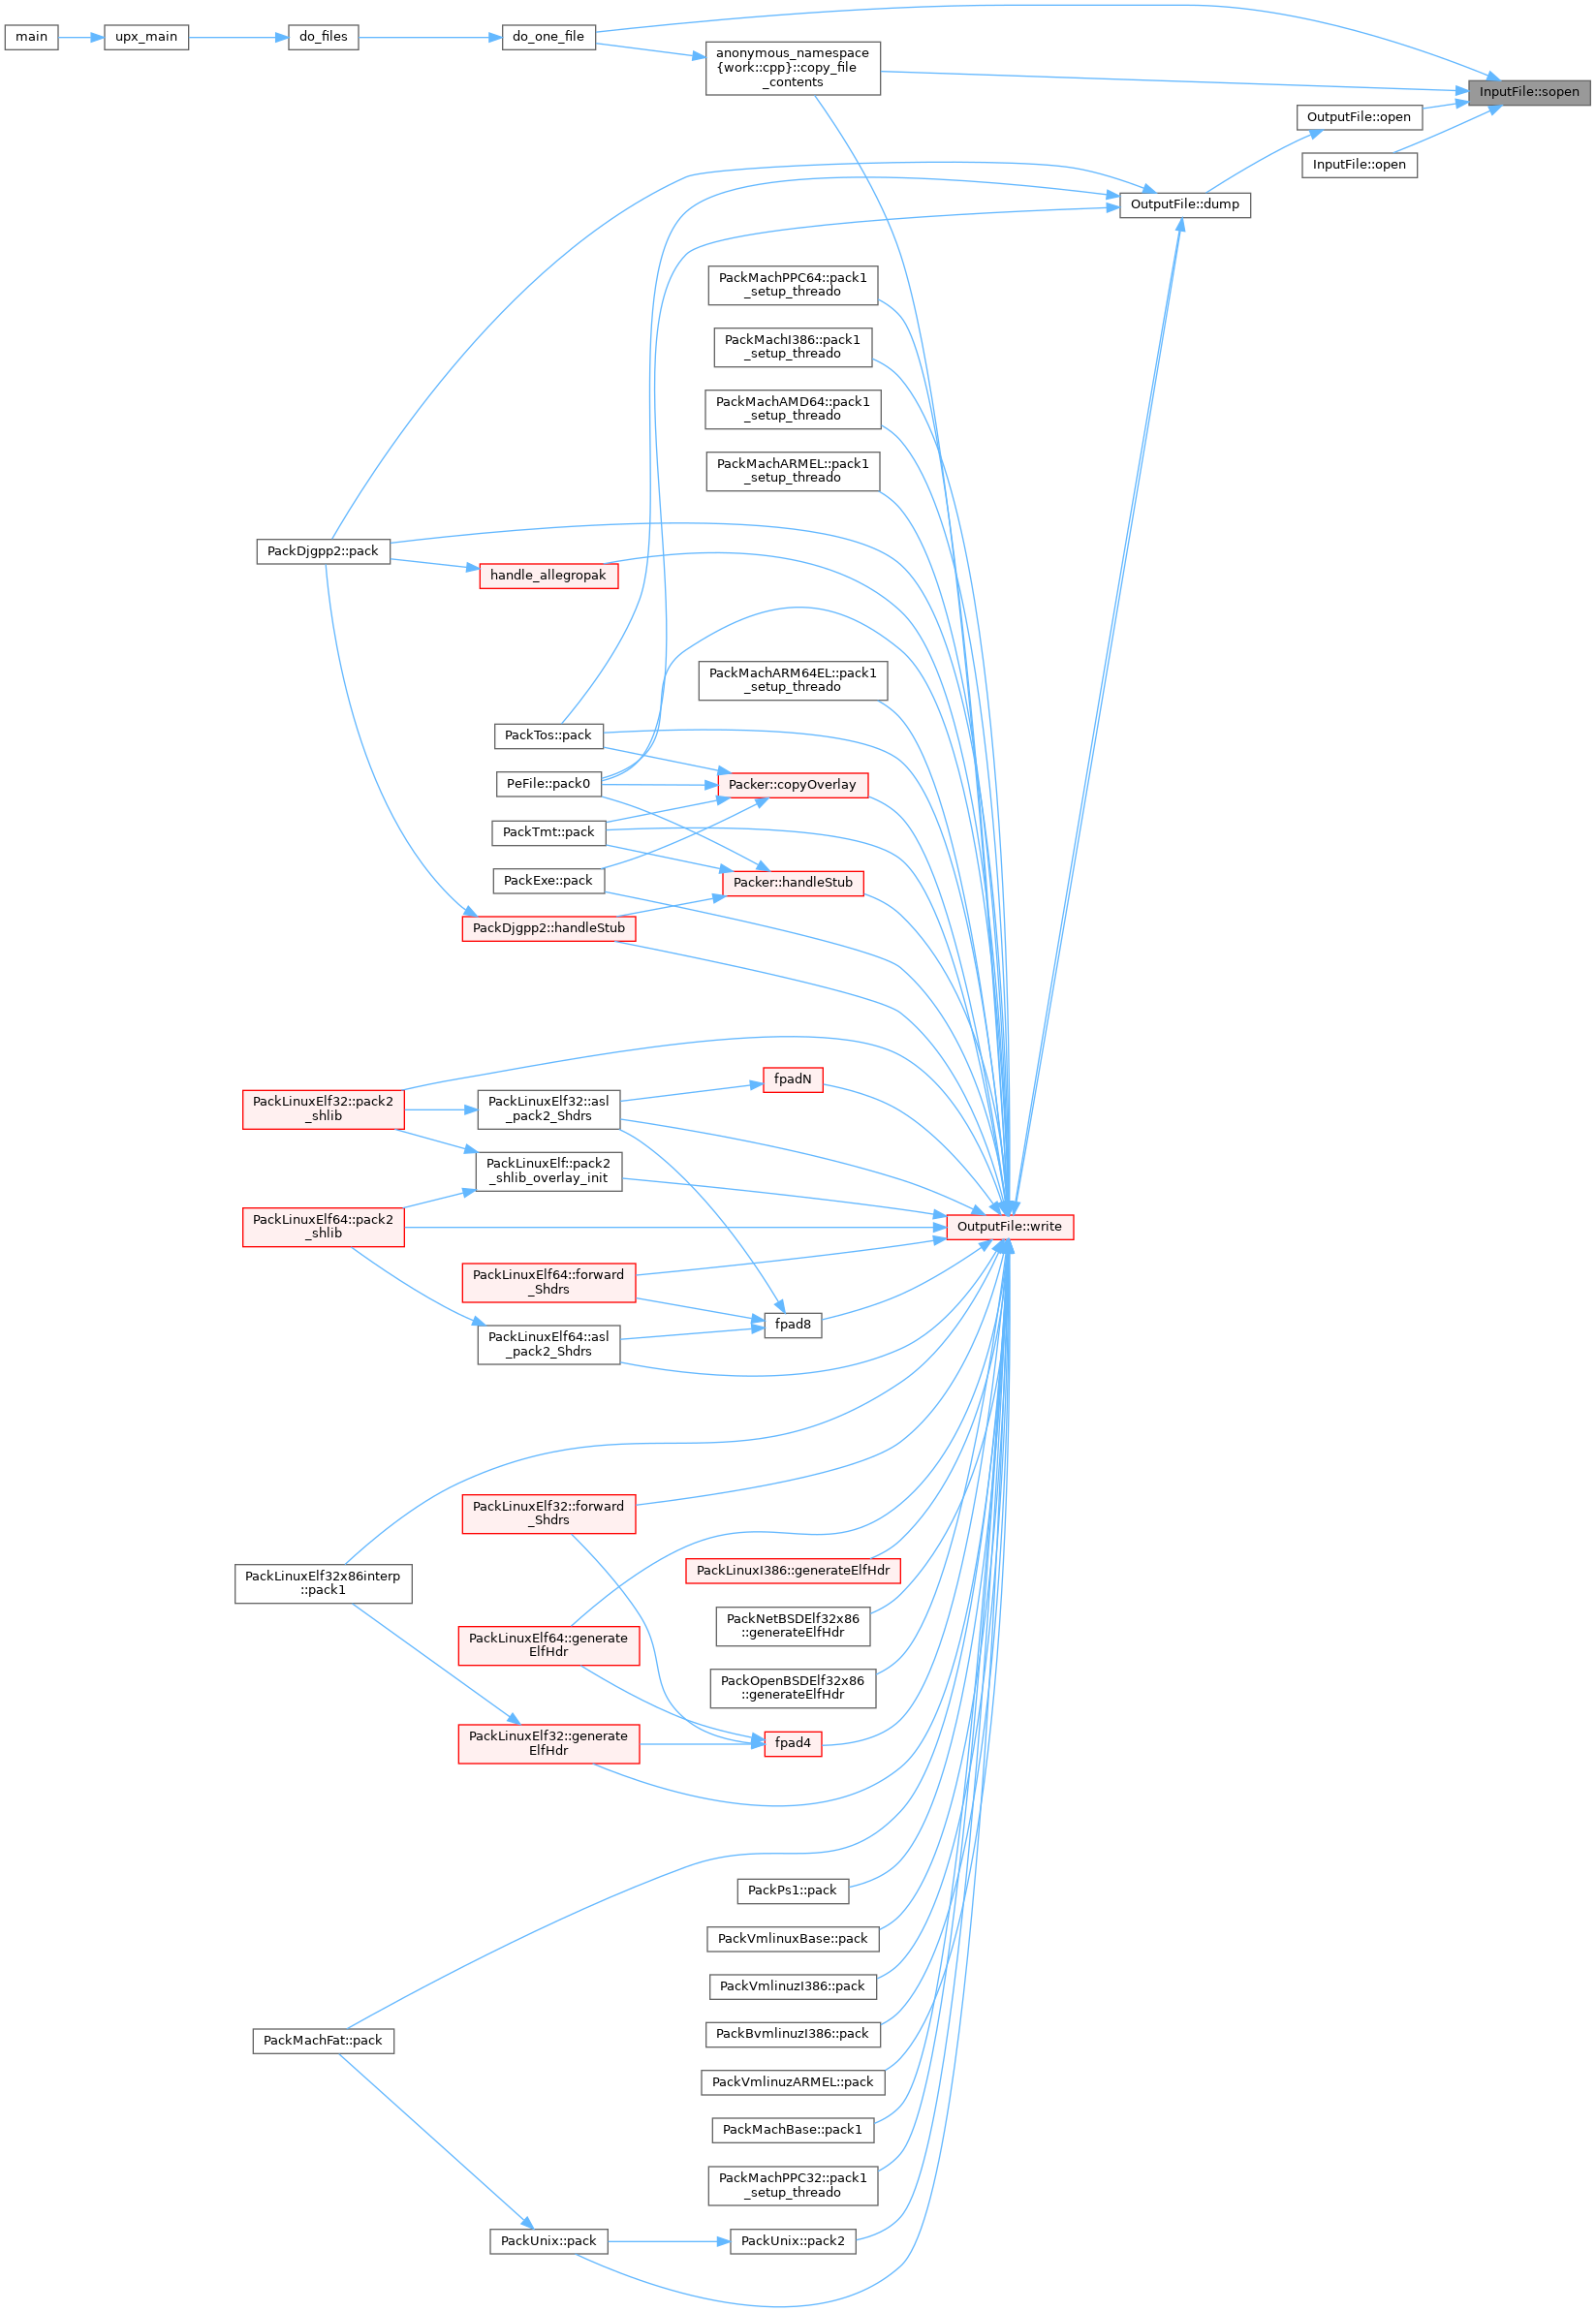 main
upx_main
do_files
do_one_file
anonymous_namespace
{work::cpp}::copy_file
_contents
InputFile::sopen
OutputFile::open
InputFile::open
OutputFile::dump
PackMachPPC64::pack1
_setup_threado
PackMachI386::pack1
_setup_threado
PackMachAMD64::pack1
_setup_threado
PackMachARMEL::pack1
_setup_threado
PackDjgpp2::pack
handle_allegropak
PackMachARM64EL::pack1
_setup_threado
PackTos::pack
PeFile::pack0
Packer::copyOverlay
PackTmt::pack
PackExe::pack
Packer::handleStub
PackDjgpp2::handleStub
fpadN
PackLinuxElf32::pack2
_shlib
PackLinuxElf32::asl
_pack2_Shdrs
PackLinuxElf::pack2
_shlib_overlay_init
PackLinuxElf64::pack2
_shlib
OutputFile::write
PackLinuxElf64::forward
_Shdrs
fpad8
PackLinuxElf64::asl
_pack2_Shdrs
PackLinuxElf32::forward
_Shdrs
PackLinuxI386::generateElfHdr
PackLinuxElf32x86interp
::pack1
PackNetBSDElf32x86
::generateElfHdr
PackLinuxElf64::generate
ElfHdr
PackOpenBSDElf32x86
::generateElfHdr
PackLinuxElf32::generate
ElfHdr
fpad4
PackPs1::pack
PackVmlinuxBase::pack
PackVmlinuzI386::pack
PackBvmlinuzI386::pack
PackMachFat::pack
PackVmlinuzARMEL::pack
PackMachBase::pack1
PackMachPPC32::pack1
_setup_threado
PackUnix::pack
PackUnix::pack2